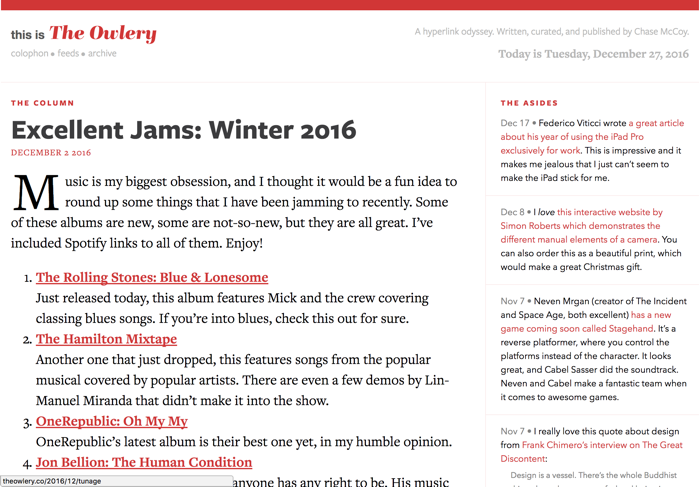 this is The Owlery
colophon • feeds • archive
A hyperlink odyssey. Written, curated, and published by Chase McCoy.
Today is Tuesday, December 27, 2016
THE COLUMN
Excellent Jams: Winter 2016
DECEMBER 2 2016
Music is my biggest obsession, and I thought it would be a fun idea to
round up some things that I have been jamming to recently. Some
of these albums are new, some are not-so-new, but they are all great. I've
included Spotify links to all of them. Enjoy!
1. The Rolling Stones: Blue & Lonesome
Just released today, this album features Mick and the crew covering
classing blues songs. If you're into blues, check this out for sure.
2. The Hamilton Mixtape
Another one that just dropped, this features songs from the popular
musical covered by popular artists. There are even a few demos by Lin-
Manuel Miranda that didn't make it into the show.
3. OneRepublic: Oh My My
OneRepublic's latest album is their best one yet, in my humble opinion.
4. Jon Bellion: The Human Condition
anyone has any right to be. His music
theowlery.co/2016/12/tunage
THE ASIDES
Dec 17 • Federico Viticci wrote a great article
about his year of using the iPad Pro
exclusively for work. This is impressive and it
makes me jealous that I just can't seem to
make the iPad stick for me.
Dec 8 • I love this interactive website by
Simon Roberts which demonstrates the
different manual elements of a camera. You
can also order this as a beautiful print, which
would make a great Christmas gift.
Nov 7 • Neven Mrgan (creator of The Incident
and Space Age, both excellent) has a new
game coming soon called Stagehand. It's a
reverse platformer, where you control the
platforms instead of the character. It looks
great, and Cabel Sasser did the soundtrack.
Neven and Cabel make a fantastic team when
it comes to awesome games.
Nov 7 • I really love this quote about design
from Frank Chimero's interview on The Great
Discontent:
Design is a vessel. There's the whole Buddhist